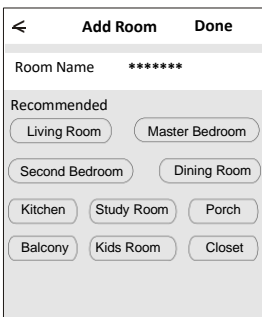 Add Room Done
Room Name *******
Recommended
Living Room Master Bedroom
Second Bedroom Dining Room
Kitchen Study Room Porch
Balcony Kids Room Closet